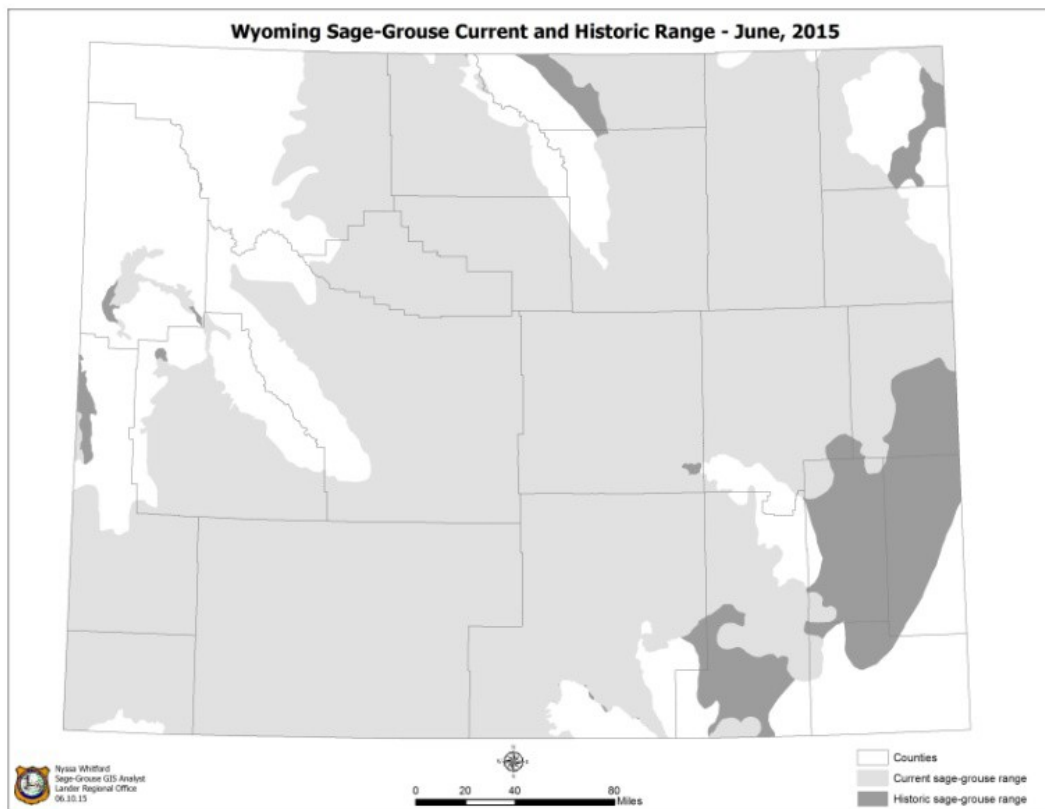 Wyoming Sage-Grouse Current and Historic Range - June, 2015
Nyssa Whitford
Sage-Grouse GIS Analyst
Lander Regional Office
06.10.15
N
S
0 20 40 80
Miles
Counties
Current sage-grouse range
Historic sage-grouse range